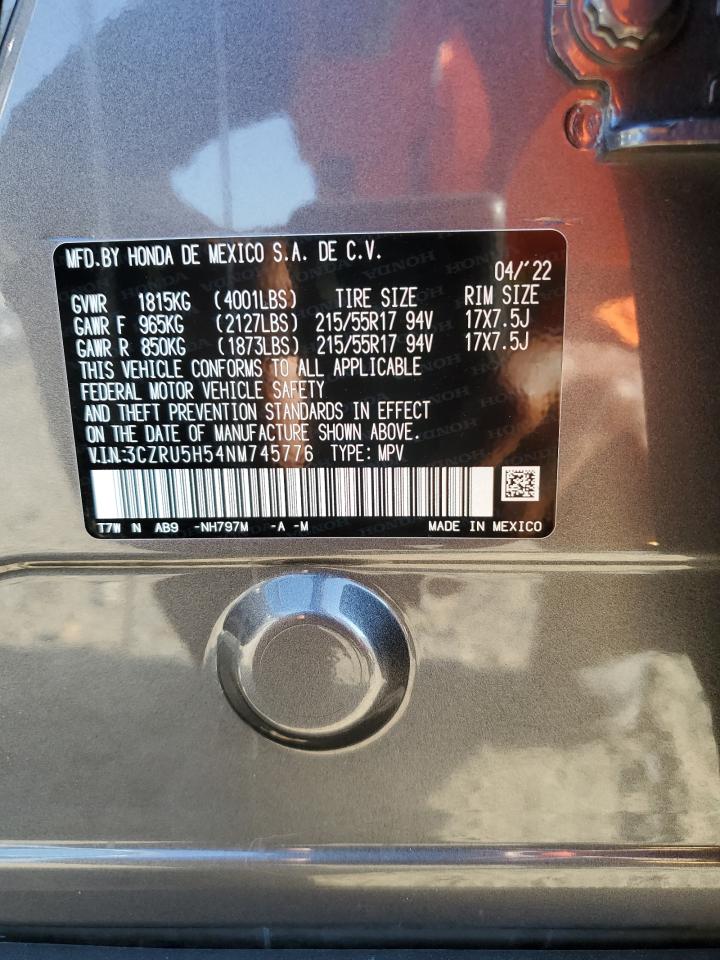 MFD.BY HONDA DE MEXICO S.A. DE C.V.
04/'22
GVWR 1815KG (4001LBS) TIRE SIZE RIM SIZE
GAWR F 965KG (2127LBS) 215/55R17 94V 17X7.5J
GAWR R 850KG (1873LBS) 215/55R17 94V 17X7.5J
THIS VEHICLE CONFORMS TO ALL APPLICABLE
FEDERAL MOTOR VEHICLE SAFETY
AND THEFT PREVENTION STANDARDS IN EFFECT
ON THE DATE OF MANUFACTURE SHOWN ABOVE.
V.I.N:3CZRU5H54NM745776 TYPE: MPV
T7W N AB9 -NH797M -A -M MADE IN MEXICO